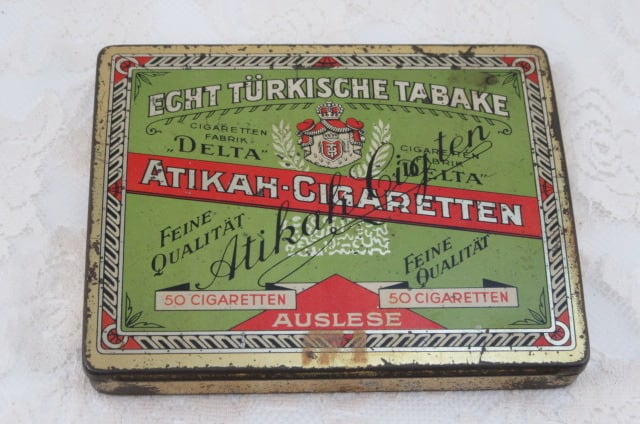 ECHT TÜRKISCHE TABAKE
CIGARETTEN
FABRIK
„DELTA“
CIGARETTEN
FABRIK
„DELTA“
ATIKAH-CIGARETTEN
Atikah Cigten
FEINE
QUALITÄT
FEINE
QUALITÄT
50 CIGARETTEN
50 CIGARETTEN
AUSLESE